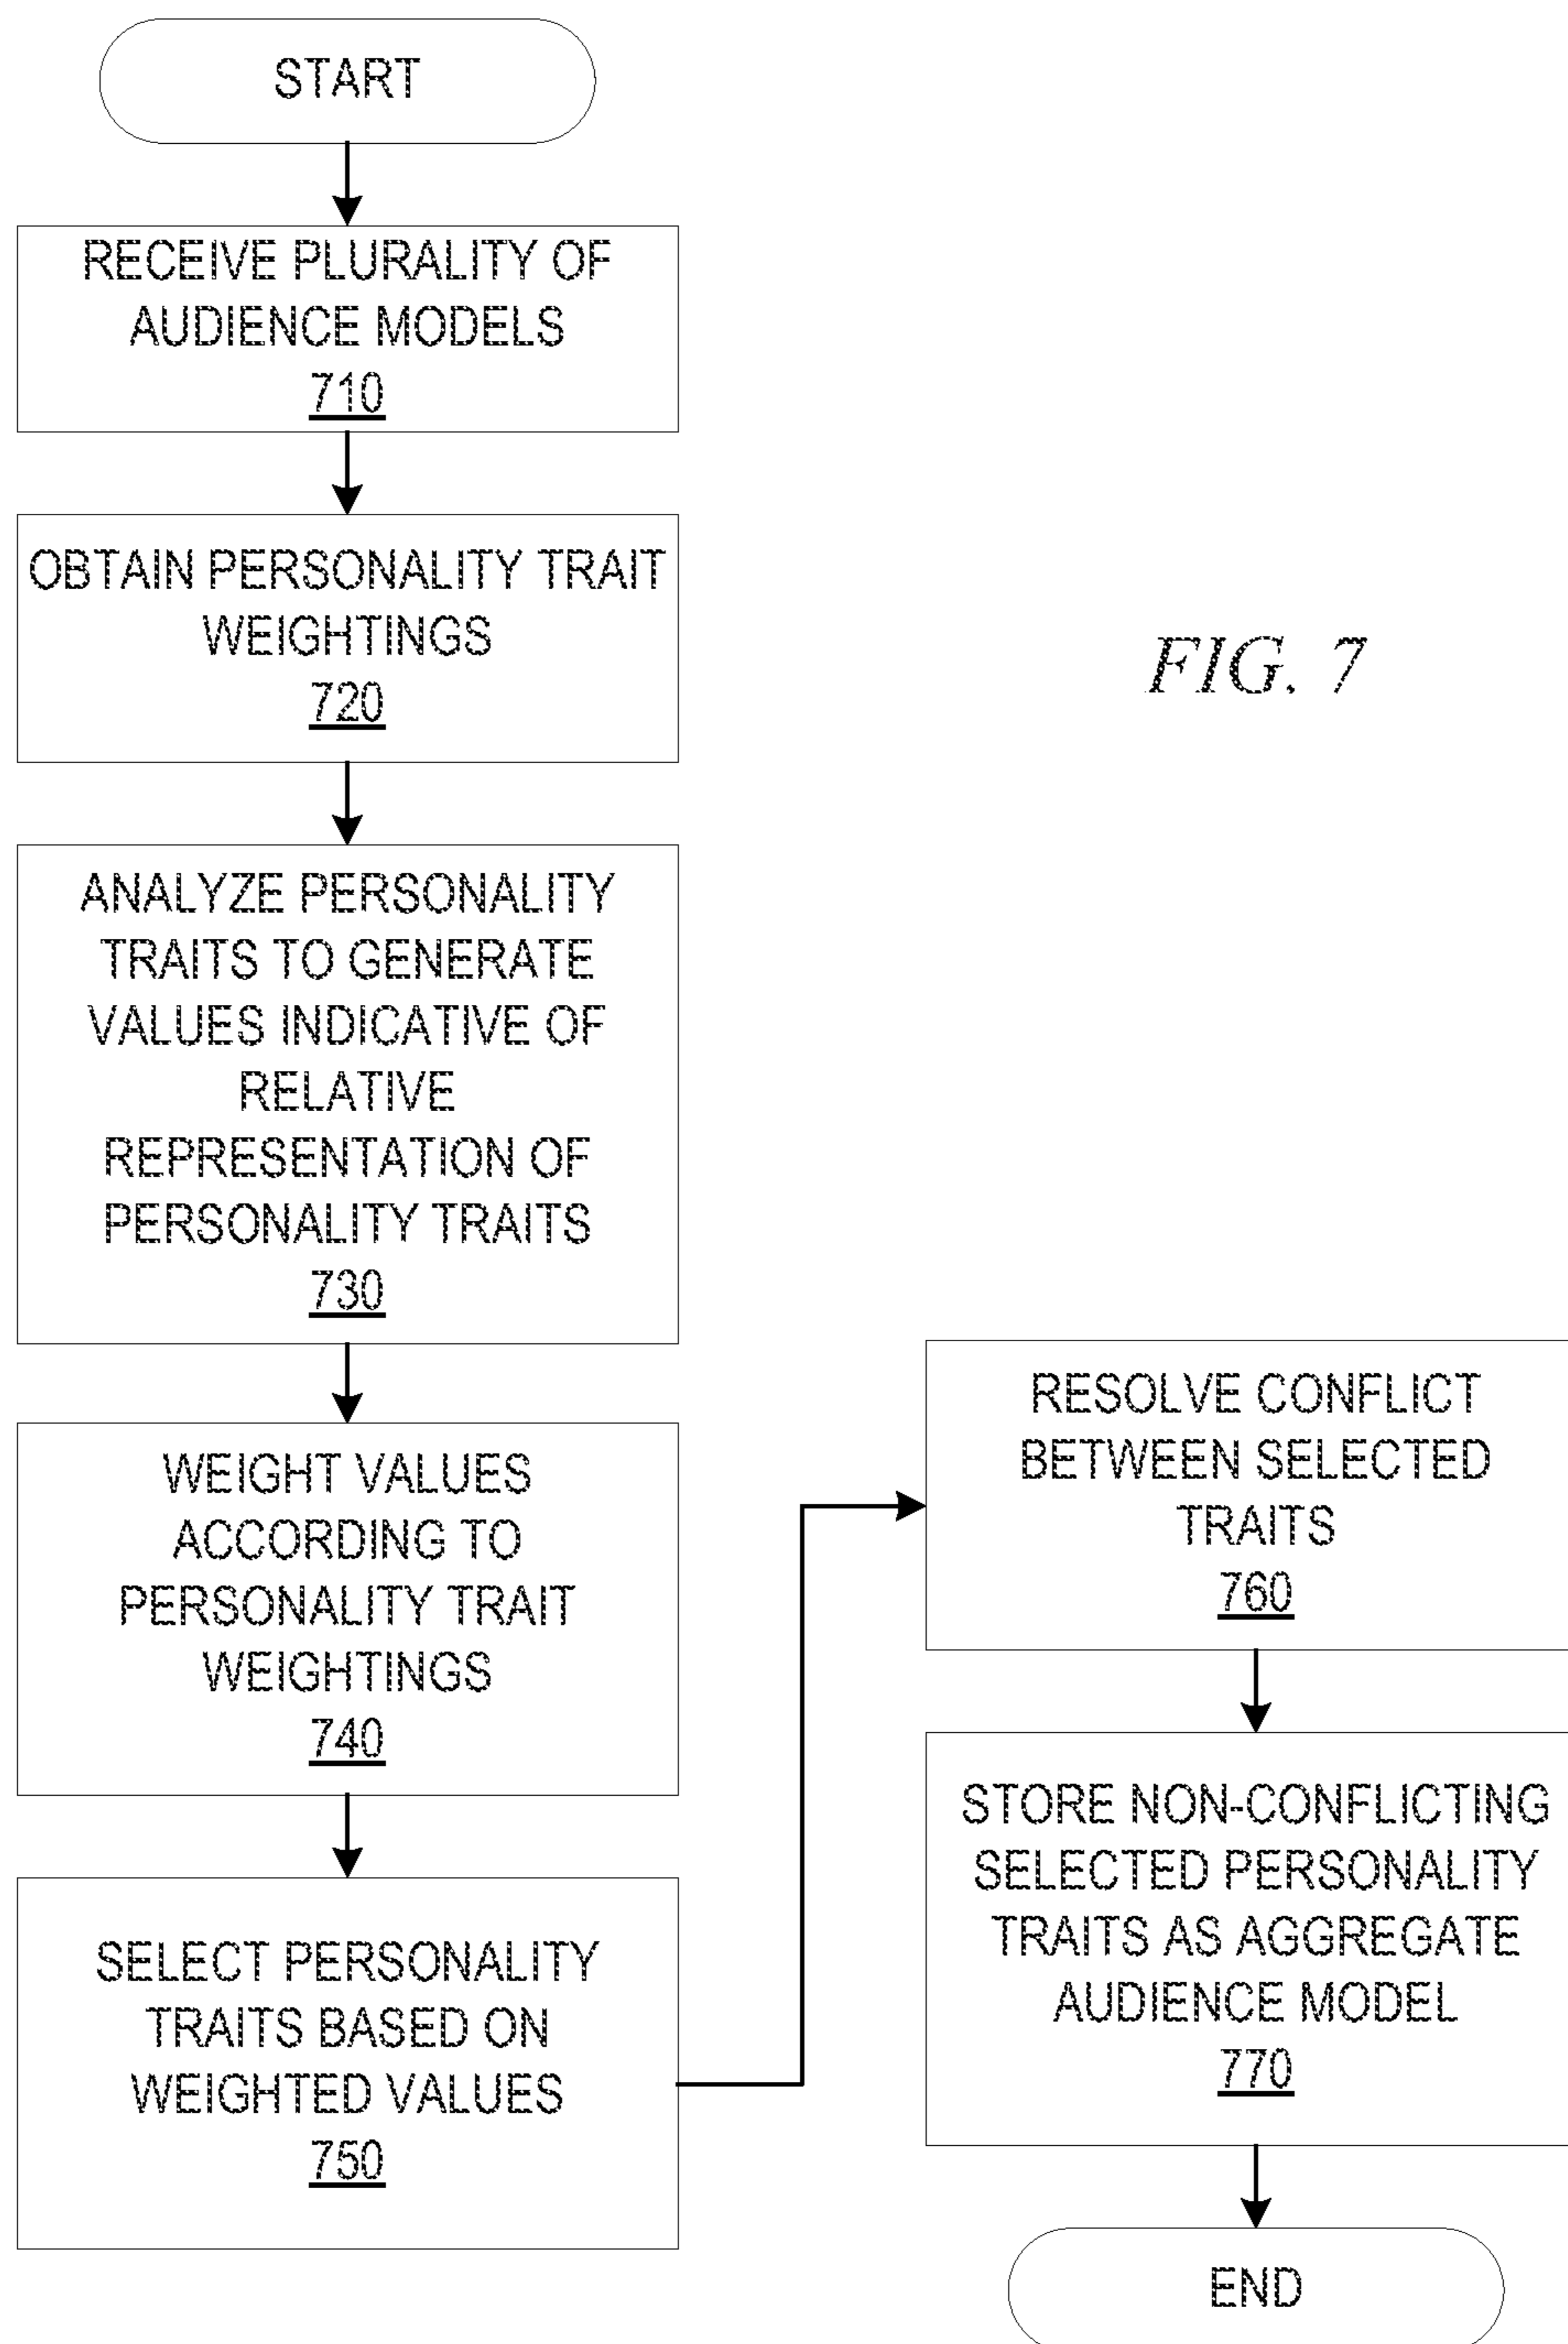 START
RECEIVE PLURALITY OF
AUDIENCE MODELS
710
OBTAIN PERSONALITY TRAIT
WEIGHTINGS
720
ANALYZE PERSONALITY
TRAITS TO GENERATE
VALUES INDICATIVE OF
RELATIVE
REPRESENTATION OF
PERSONALITY TRAITS
730
WEIGHT VALUES
ACCORDING TO
PERSONALITY TRAIT
WEIGHTINGS
740
SELECT PERSONALITY
TRAITS BASED ON
WEIGHTED VALUES
750
RESOLVE CONFLICT
BETWEEN SELECTED
TRAITS
760
STORE NON-CONFLICTING
SELECTED PERSONALITY
TRAITS AS AGGREGATE
AUDIENCE MODEL
770
END
FIG. 7